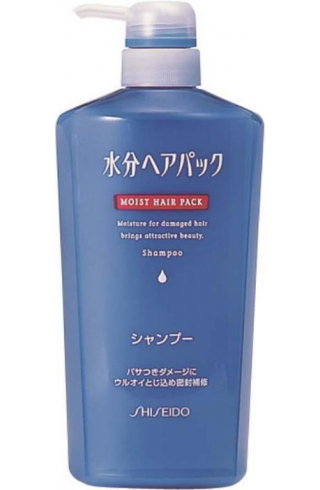 水分ヘアパック
MOIST HAIR PACK
Moisture for damaged hair
brings attractive beauty.
Shampoo
シャンプー
パサつきダメージに
ウルオイとじ込め密封補修
SHISEIDO